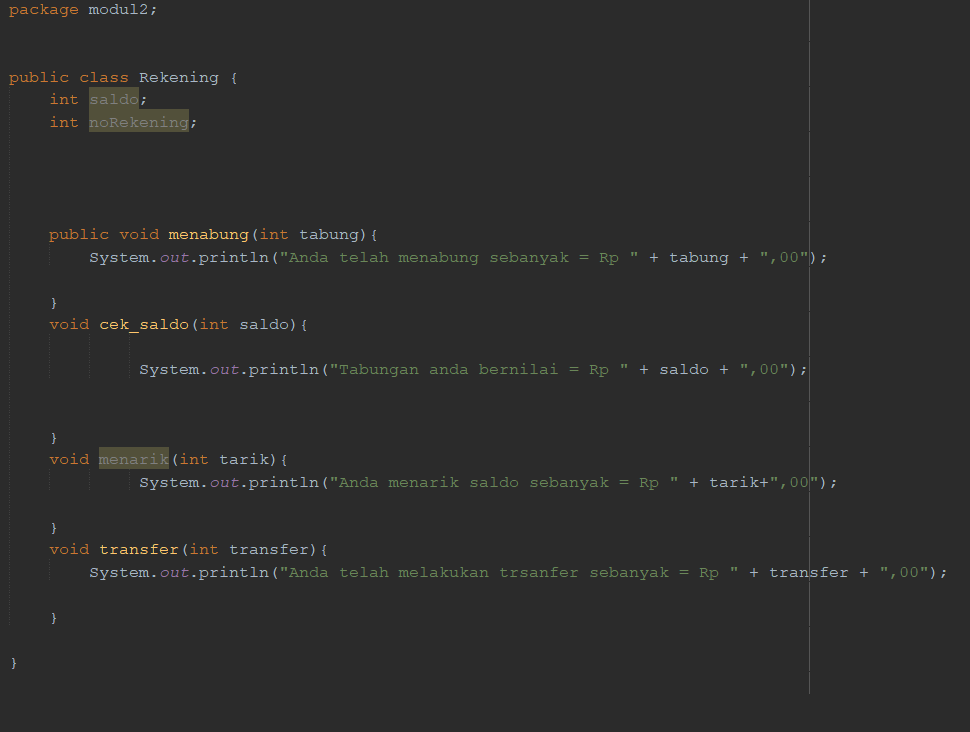 package modul2;
public class Rekening {
int saldo;
int noRekening;
public void menabung(int tabung){
System.out.println("Anda telah menabung sebanyak = Rp " + tabung + ",00");
}
void cek_saldo(int saldo){
System.out.println("Tabungan anda bernilai = Rp " + saldo + ",00");
}
void menarik(int tarik){
System.out.println("Anda menarik saldo sebanyak = Rp " + tarik+",00");
}
void transfer(int transfer){
System.out.println("Anda telah melakukan trsanfer sebanyak = Rp " + transfer + ",00");
}
}